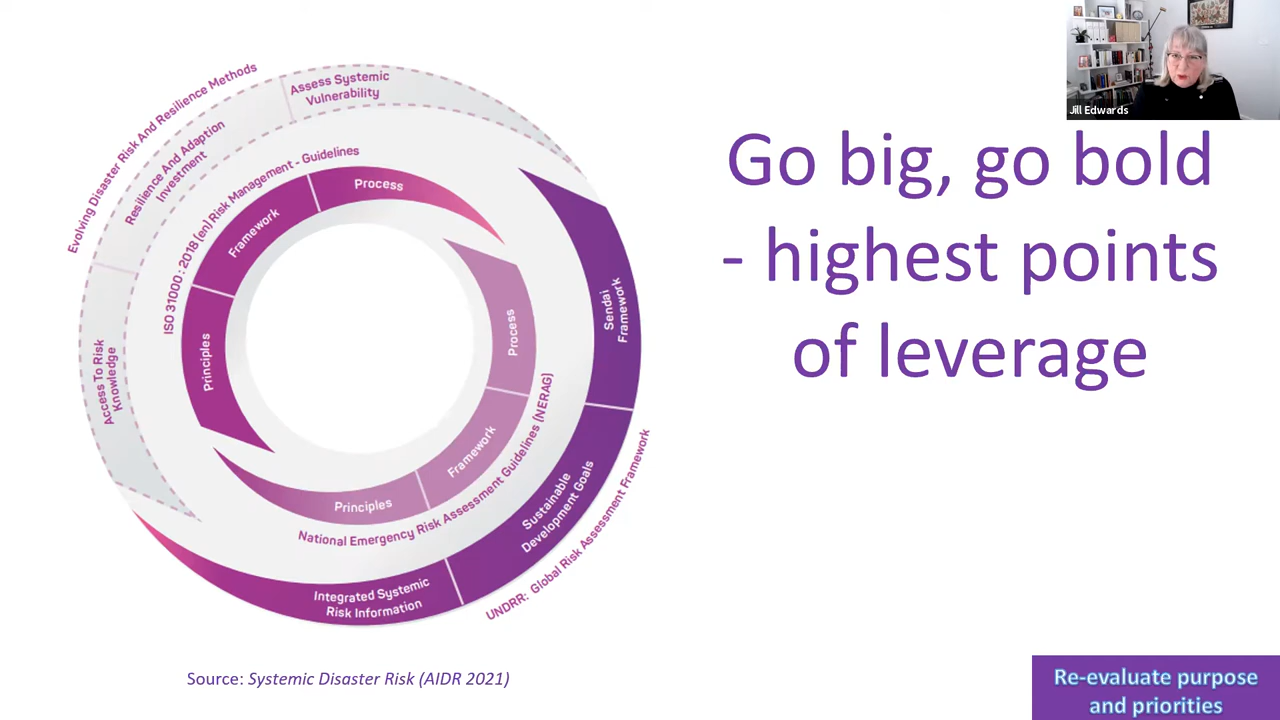 Jill Edwards
Go big, go bold
- highest points
of leverage
Evolving Disaster Risk And Resilience Methods
Assess Systemic
Vulnerability
Resilience And Adaption
Investment
Access To Risk
Knowledge
ISO 31000 : 2018 (en) Risk Management - Guidelines
Principles
Framework
Process
Process
Framework
Principles
National Emergency Risk Assessment Guidelines (NERAG)
Sendai
Framework
Sustainable
Development Goals
Integrated Systemic
Risk Information
UNDRR: Global Risk Assessment Framework
Source: Systemic Disaster Risk (AIDR 2021)
Re-evaluate purpose
and priorities